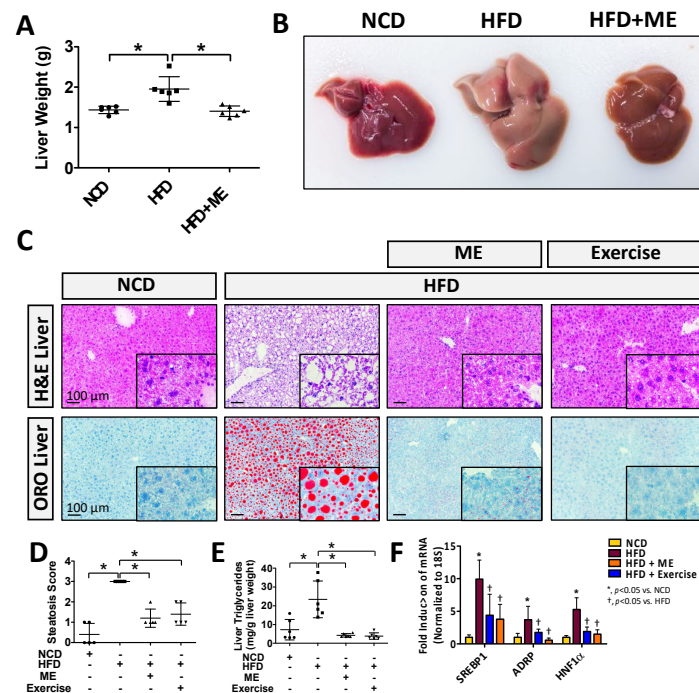 A
Liver Weight (g)
3
2
1
0
*
*
NCD
HFD
HFD+ME
B
NCD HFD HFD+ME
C
ME Exercise
NCD HFD
H&E Liver
100 µm
ORO Liver
100 µm
D
Steatosis Score
4
3
2
1
0
*
*
*
NCD + - - -
HFD - + + +
ME - - + -
Exercise - - - +
E
Liver Triglycerides
(mg/g liver weight)
40
30
20
10
0
*
*
*
NCD + - - -
HFD - + + +
ME - - + -
Exercise - - - +
F
Fold Induc>on of mRNA
(Normalized to 18S)
15
10
5
0
* † †
* † †
* † †
SREBP1
ADRP
HNF1α
NCD
HFD
HFD + ME
HFD + Exercise
*, p<0.05 vs. NCD
†, p<0.05 vs. HFD